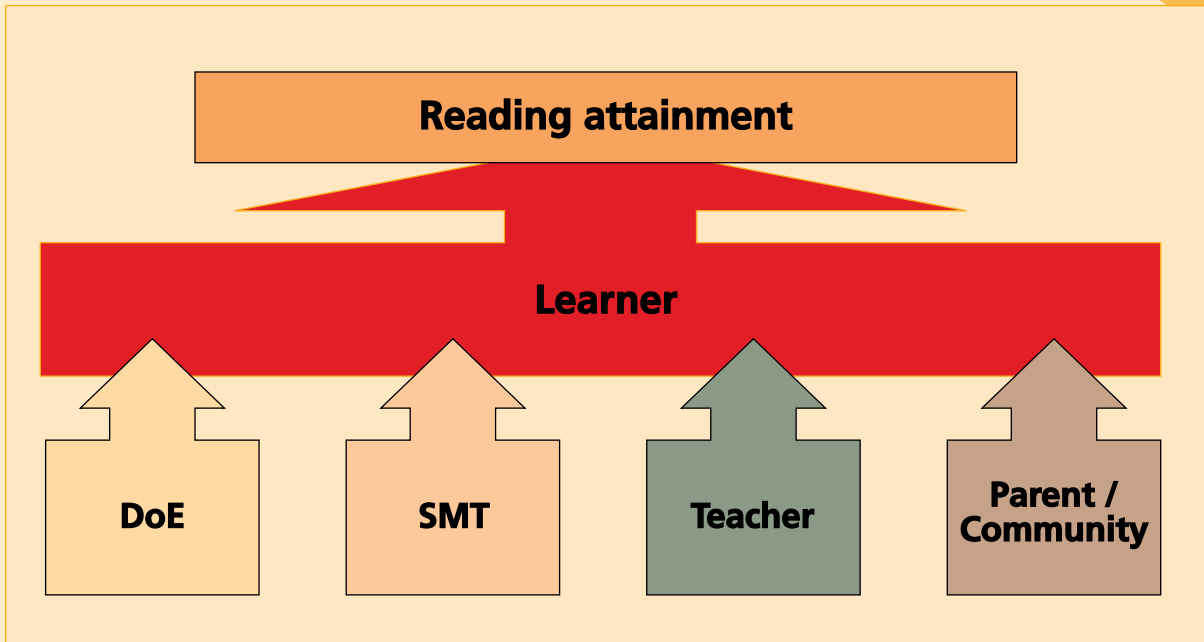 Reading attainment
Learner
DoE
SMT
Teacher
Parent /
Community